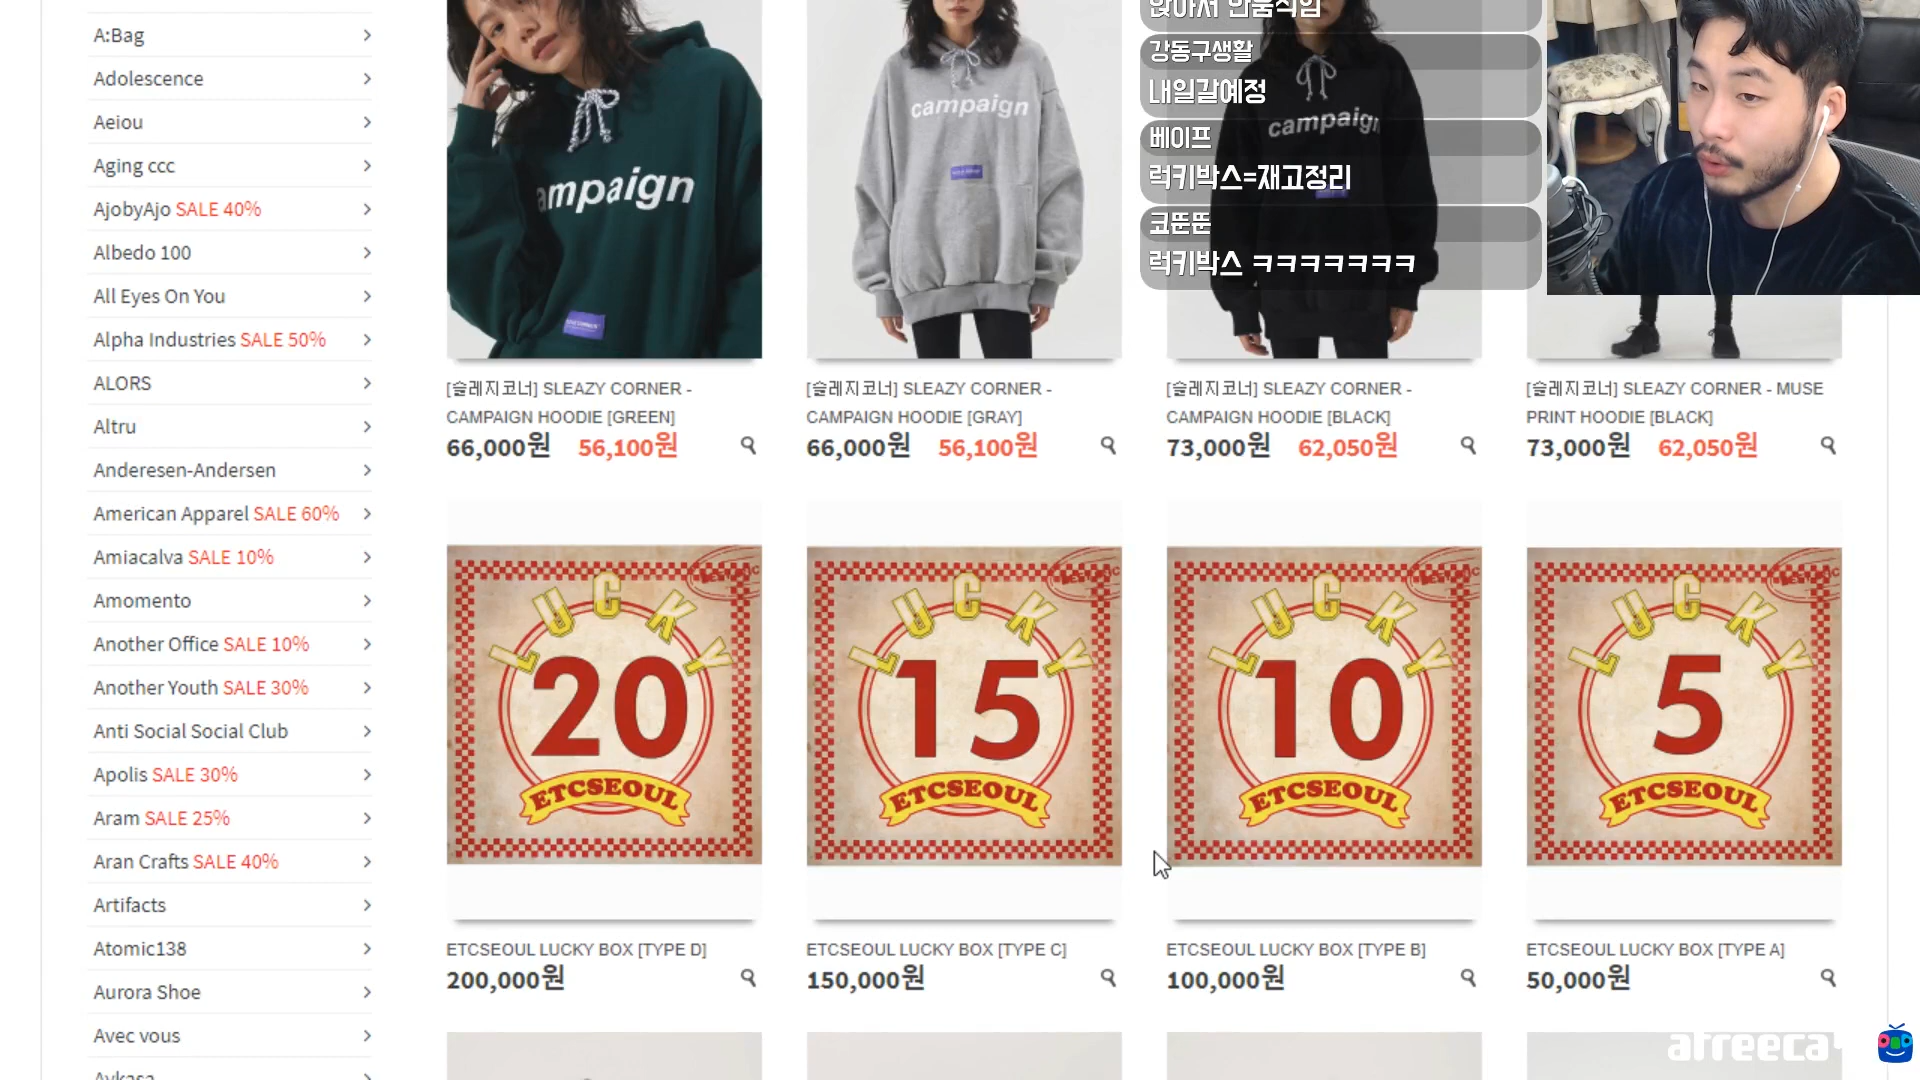 A:Bag
Adolescence
Aeiou
Aging ccc
AjobyAjo SALE 40%
Albedo 100
All Eyes On You
Alpha Industries SALE 50%
ALORS
Altru
Anderesen-Andersen
American Apparel SALE 60%
Amiacalva SALE 10%
Amomento
Another Office SALE 10%
Another Youth SALE 30%
Anti Social Social Club
Apolis SALE 30%
Aram SALE 25%
Aran Crafts SALE 40%
Artifacts
Atomic138
Aurora Shoe
Avec vous
ampaign
campaign
campaign
앉아서 안움직임
강동구생활
내일갈예정
베이프
럭키박스=재고정리
코뚠뚠
럭키박스 ㅋㅋㅋㅋㅋㅋㅋ
[슬레지코너] SLEAZY CORNER -
CAMPAIGN HOODIE [GREEN]
66,000원 56,100원
[슬레지코너] SLEAZY CORNER -
CAMPAIGN HOODIE [GRAY]
66,000원 56,100원
[슬레지코너] SLEAZY CORNER -
CAMPAIGN HOODIE [BLACK]
73,000원 62,050원
[슬레지코너] SLEAZY CORNER - MUSE
PRINT HOODIE [BLACK]
73,000원 62,050원
LUCKY
20
ETCSEOUL
LUCKY
15
ETCSEOUL
LUCKY
10
ETCSEOUL
LUCKY
5
ETCSEOUL
ETCSEOUL LUCKY BOX [TYPE D]
200,000원
ETCSEOUL LUCKY BOX [TYPE C]
150,000원
ETCSEOUL LUCKY BOX [TYPE B]
100,000원
ETCSEOUL LUCKY BOX [TYPE A]
50,000원
afreeca